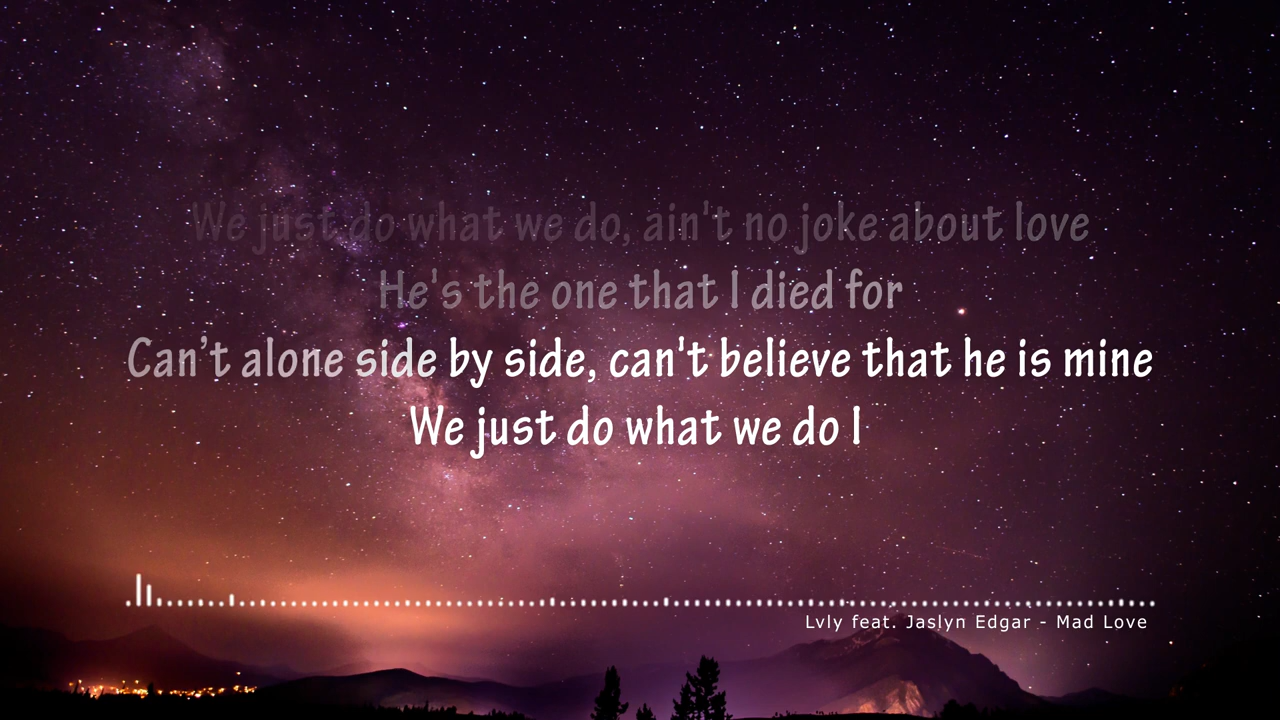 We just do what we do, ain't no joke about love
He's the one that I died for
Can’t alone side by side, can't believe that he is mine
We just do what we do I
Lvly feat. Jaslyn Edgar - Mad Love